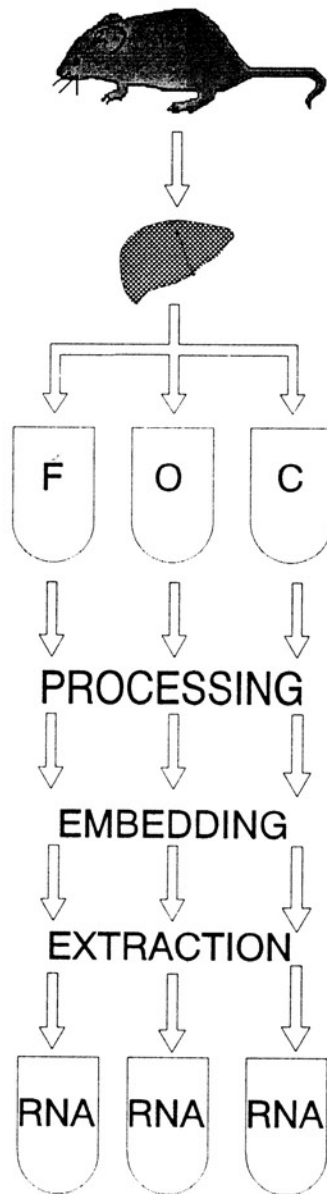 F O C
PROCESSING
EMBEDDING
EXTRACTION
RNA RNA RNA